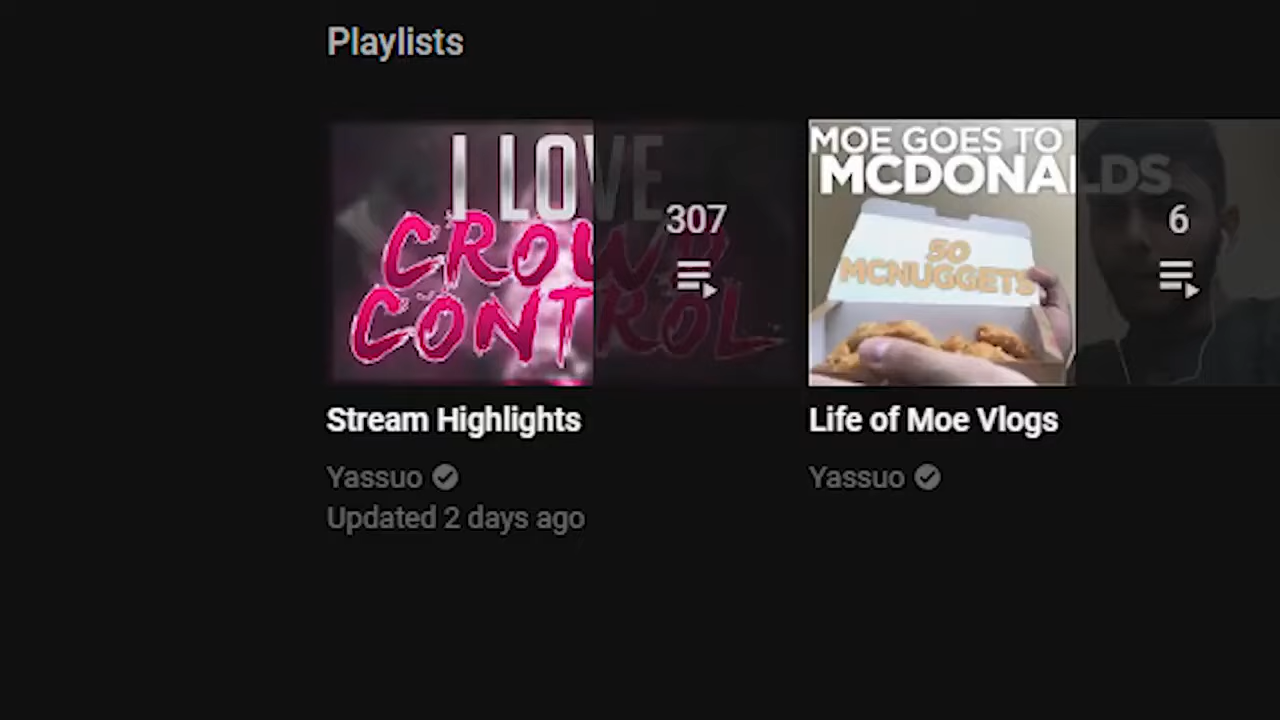 Playlists
I LOVE
CROWD
CONTROL
307
MOE GOES TO
MCDONALDS
50
MCNUGGETS
6
Stream Highlights
Life of Moe Vlogs
Yassuo
Yassuo
Updated 2 days ago